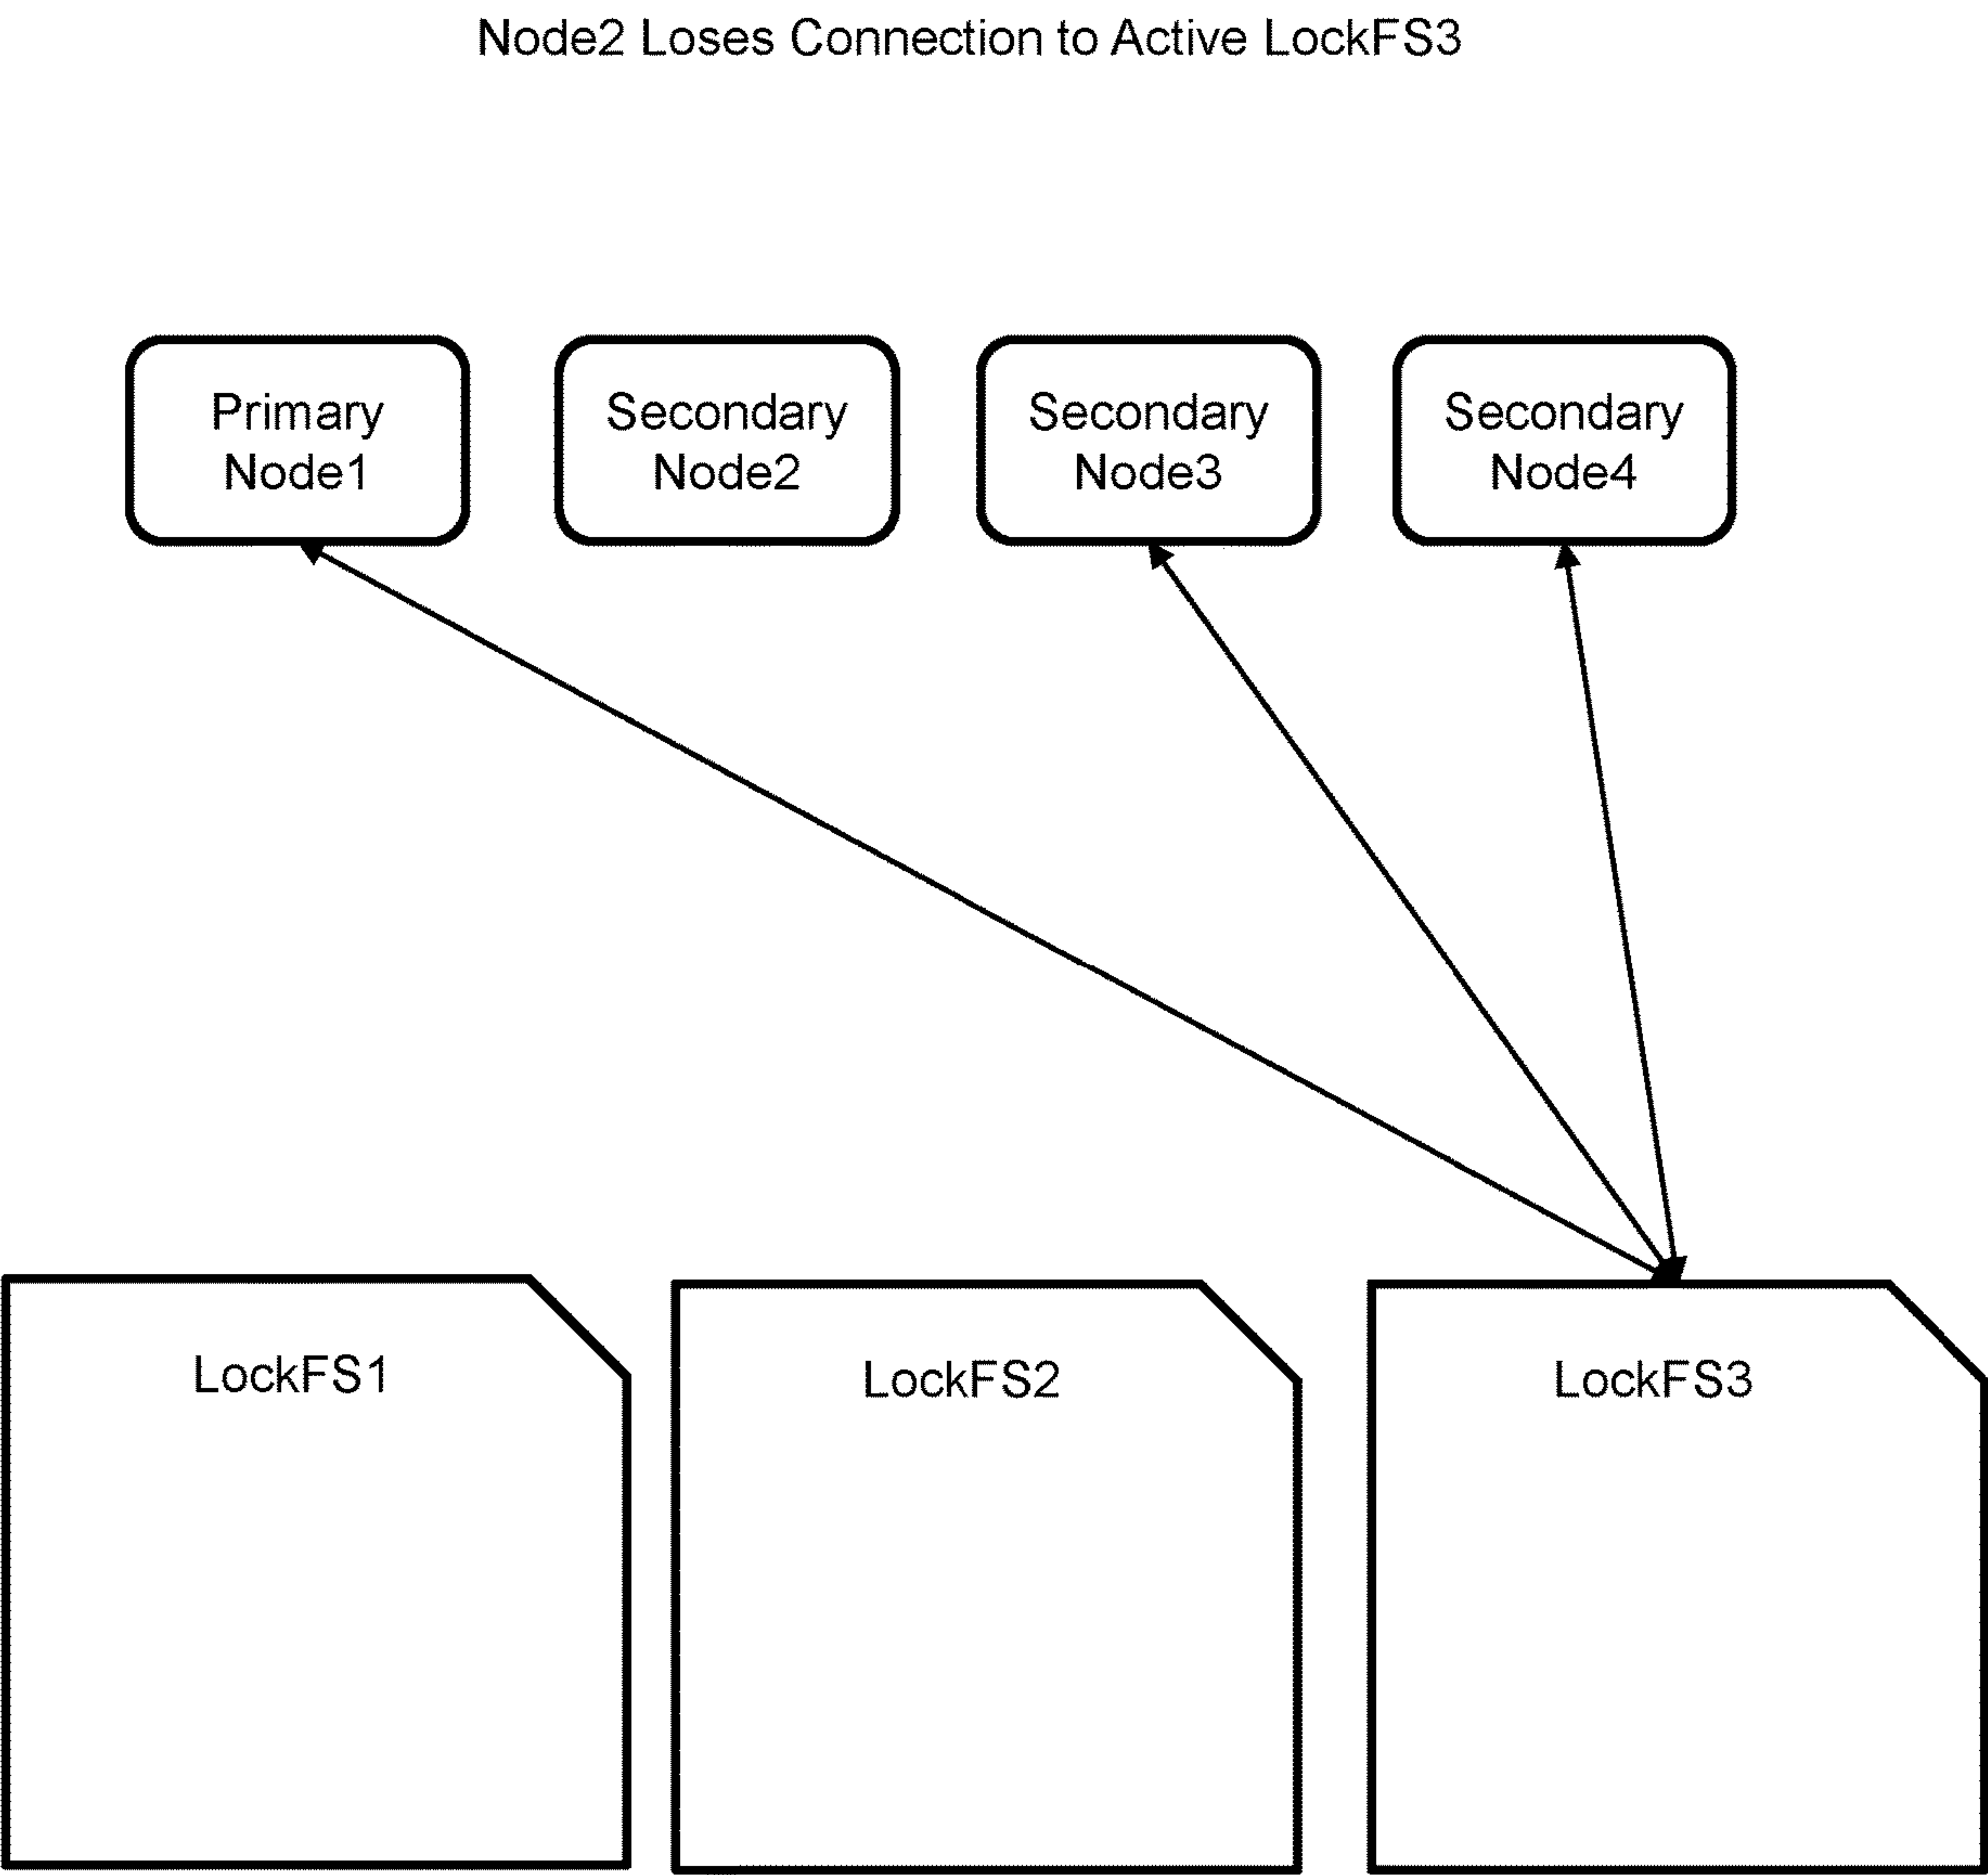 Node2 Loses Connection to Active LockFS3
Primary
Node1
Secondary
Node2
Secondary
Node3
Secondary
Node4
LockFS1
LockFS2
LockFS3